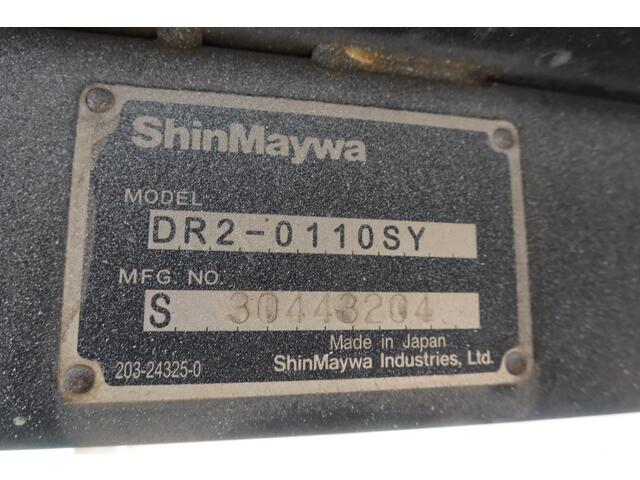 ShinMaywa
MODEL
DR2-0110SY
MFG NO
S 30443204
Made in Japan
203-24325-0 ShinMaywa Industries, Ltd.